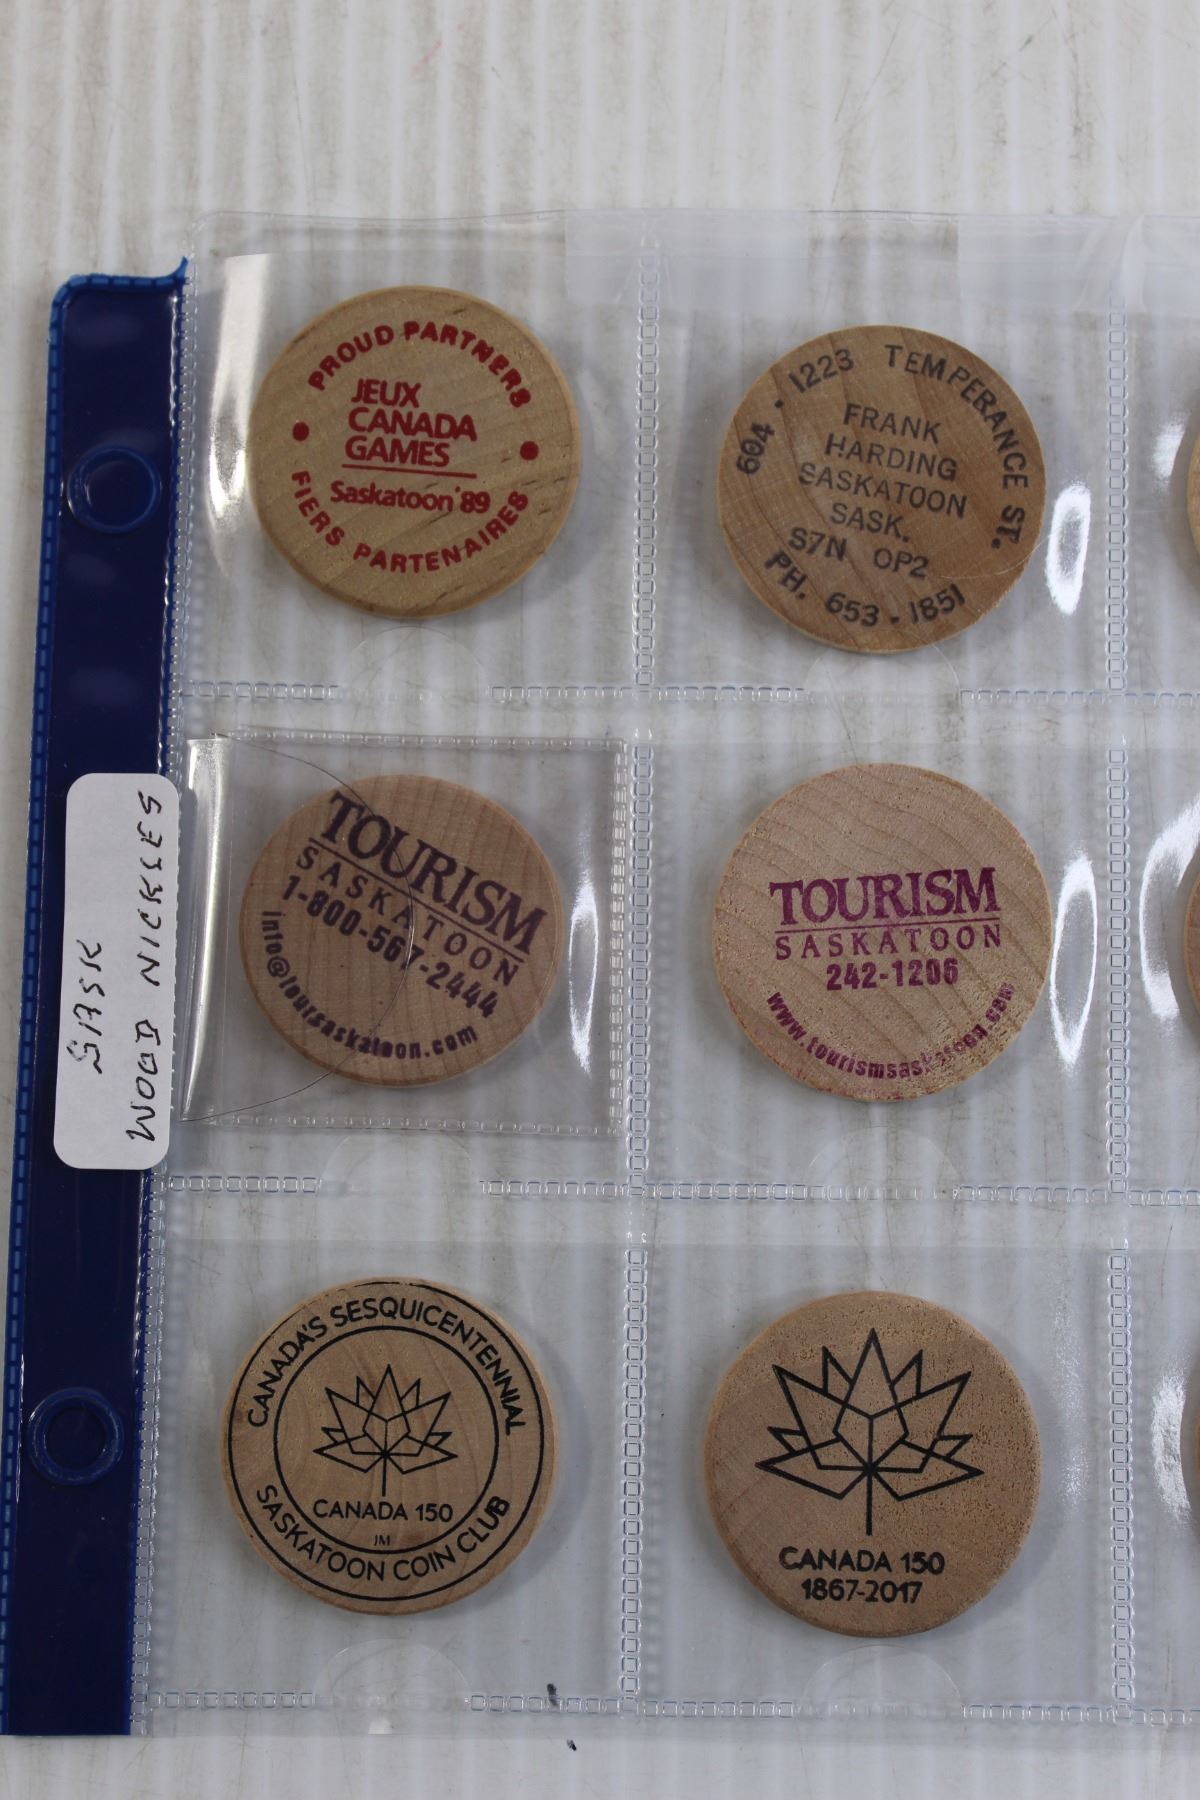 PROUD PARTNERS
JEUX
CANADA
GAMES
Saskatoon '89
FIERS PARTENAIRES
604 - 1223 TEMPERANCE ST.
FRANK
HARDING
SASKATOON
SASK.
S7N OP2
PH. 653-1851
SASK
WOOD NICKLES
TOURISM
SASKATOON
1-800-567-2444
info@toursaskatoon.com
TOURISM
SASKATOON
242-1206
www.tourismsaskatoon.com
CANADA'S SESQUICENTENNIAL
CANADA 150
JM
SASKATOON COIN CLUB
CANADA 150
1867-2017